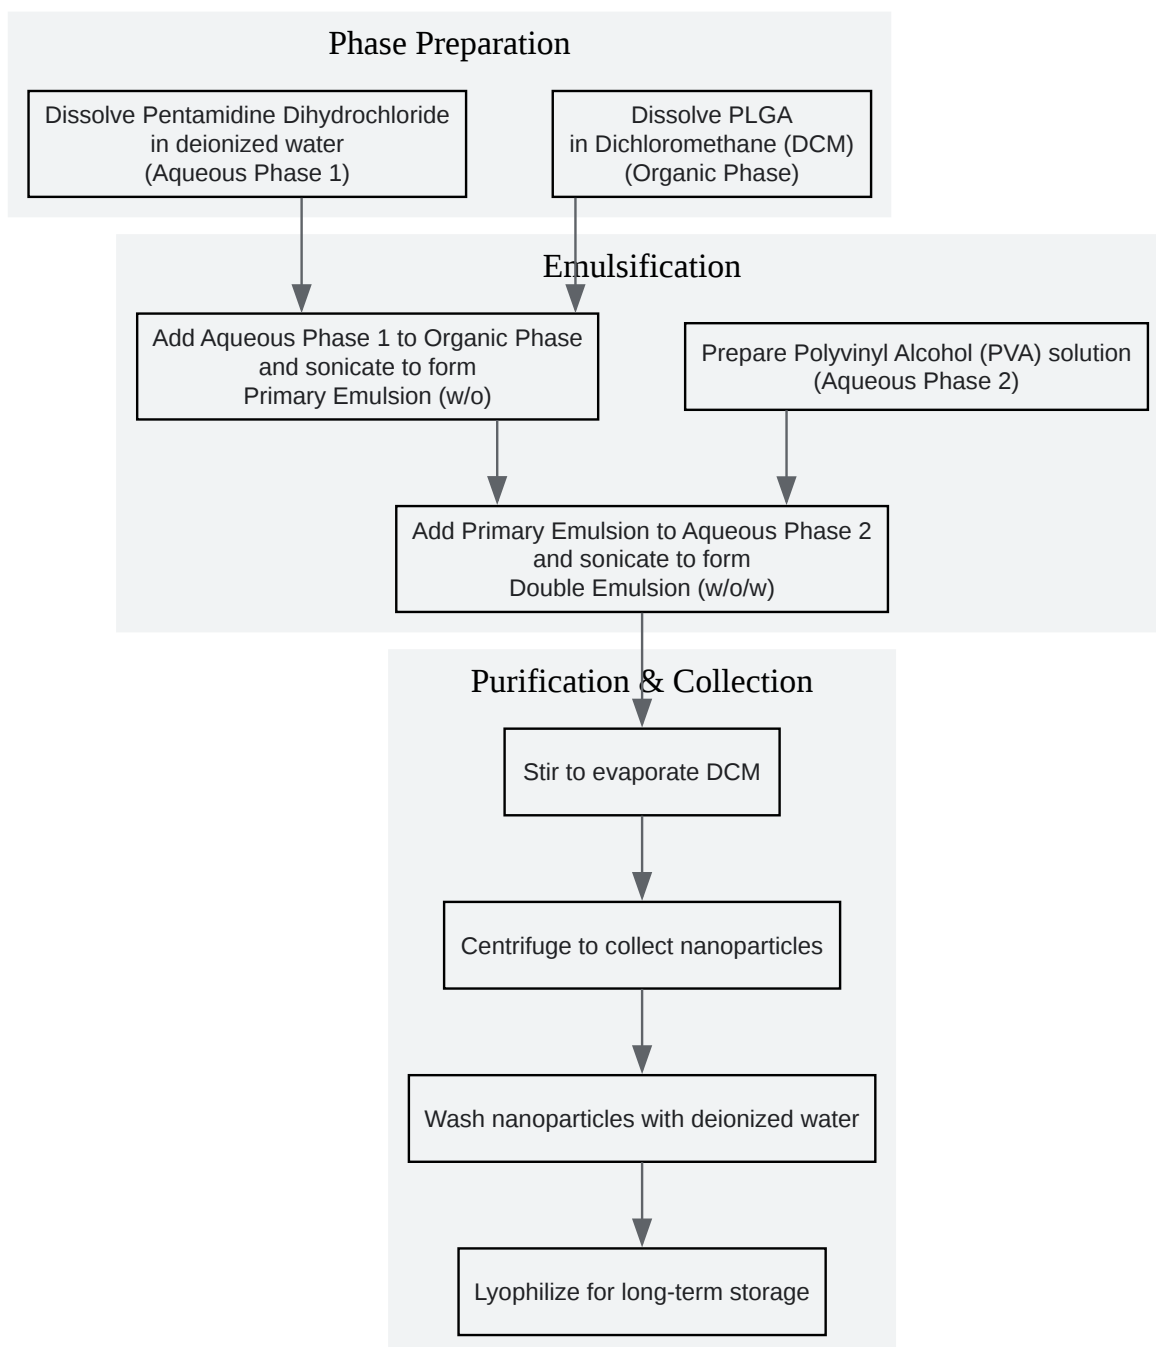 Phase Preparation
Dissolve Pentamidine Dihydrochloride
in deionized water
(Aqueous Phase 1)
Dissolve PLGA
in Dichloromethane (DCM)
(Organic Phase)
Emulsification
Add Aqueous Phase 1 to Organic Phase
and sonicate to form
Primary Emulsion (w/o)
Prepare Polyvinyl Alcohol (PVA) solution
(Aqueous Phase 2)
Add Primary Emulsion to Aqueous Phase 2
and sonicate to form
Double Emulsion (w/o/w)
Purification & Collection
Stir to evaporate DCM
Centrifuge to collect nanoparticles
Wash nanoparticles with deionized water
Lyophilize for long-term storage